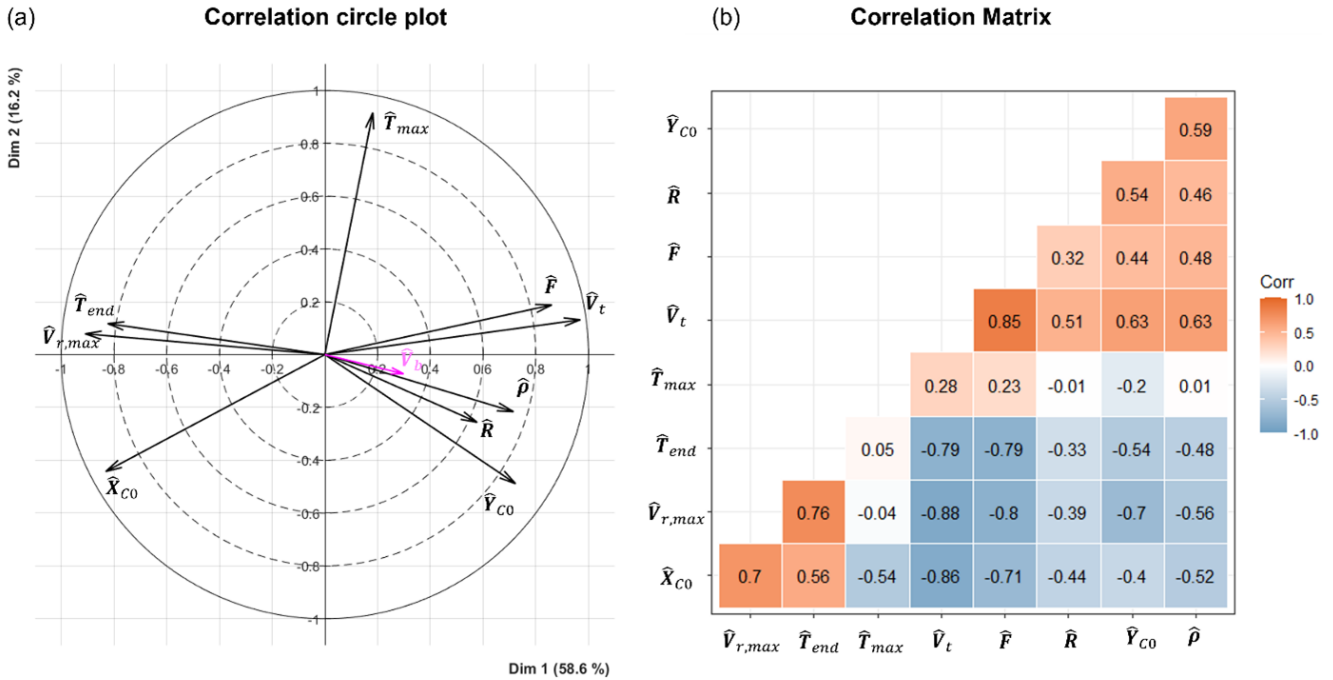 (a)
Correlation circle plot
Dim 2 (16.2 %)
1
0.8
0.6
0.4
0.2
-1
-0.8
-0.6
-0.4
-0.2
0
0.2
0.4
0.6
0.8
1
-0.2
-0.4
-0.6
-0.8
-1
T̂max
F̂
V̂t
T̂end
V̂r,max
V̂b
ρ̂
R̂
X̂C0
ŶC0
Dim 1 (58.6 %)
(b)
Correlation Matrix
ŶC0 0.59
R̂ 0.54 0.46
F̂ 0.32 0.44 0.48
V̂t 0.85 0.51 0.63 0.63
T̂max 0.28 0.23 -0.01 -0.2 0.01
T̂end 0.05 -0.79 -0.79 -0.33 -0.54 -0.48
V̂r,max 0.76 -0.04 -0.88 -0.8 -0.39 -0.7 -0.56
X̂C0 0.7 0.56 -0.54 -0.86 -0.71 -0.44 -0.4 -0.52
V̂r,max T̂end T̂max V̂t F̂ R̂ ŶC0 ρ̂
Corr
1.0
0.5
0.0
-0.5
-1.0